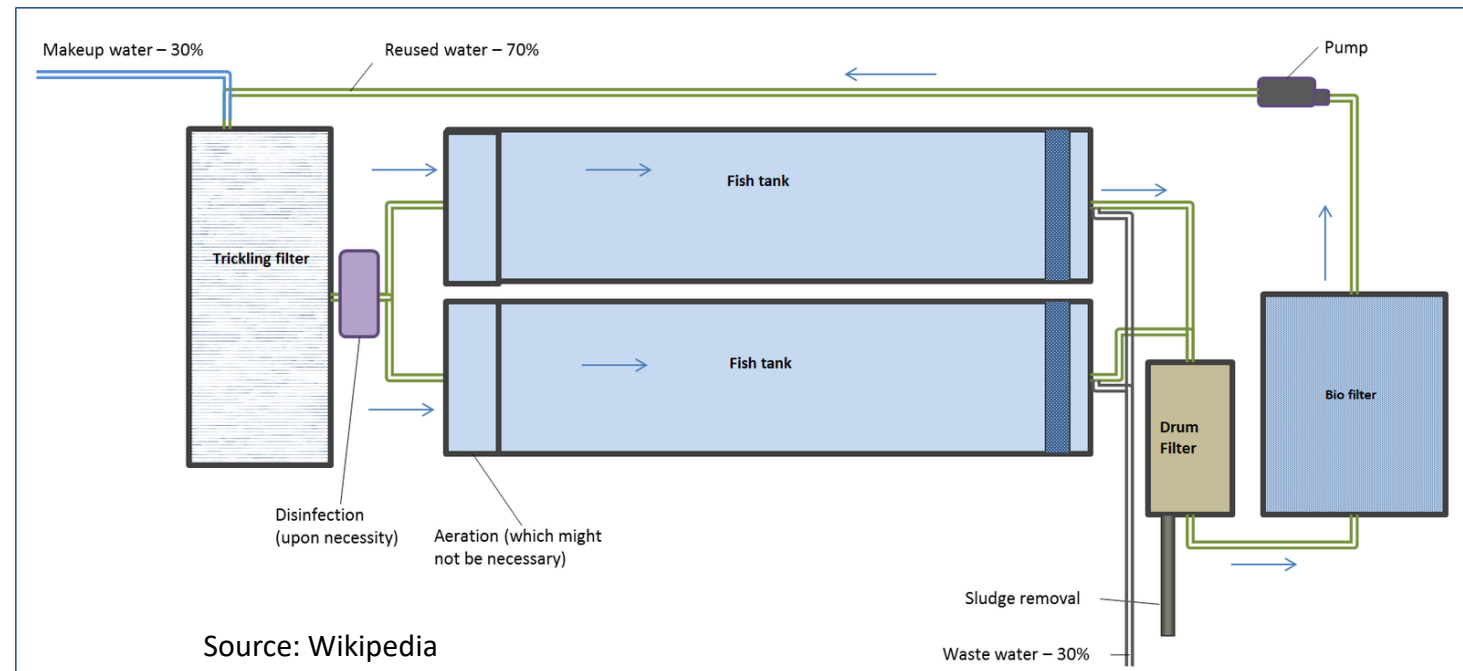 Makeup water – 30%
Reused water – 70%
Pump
Fish tank
Trickling filter
Fish tank
Bio filter
Drum
Filter
Disinfection
(upon necessity)
Aeration (which might
not be necessary)
Sludge removal
Source: Wikipedia
Waste water – 30%